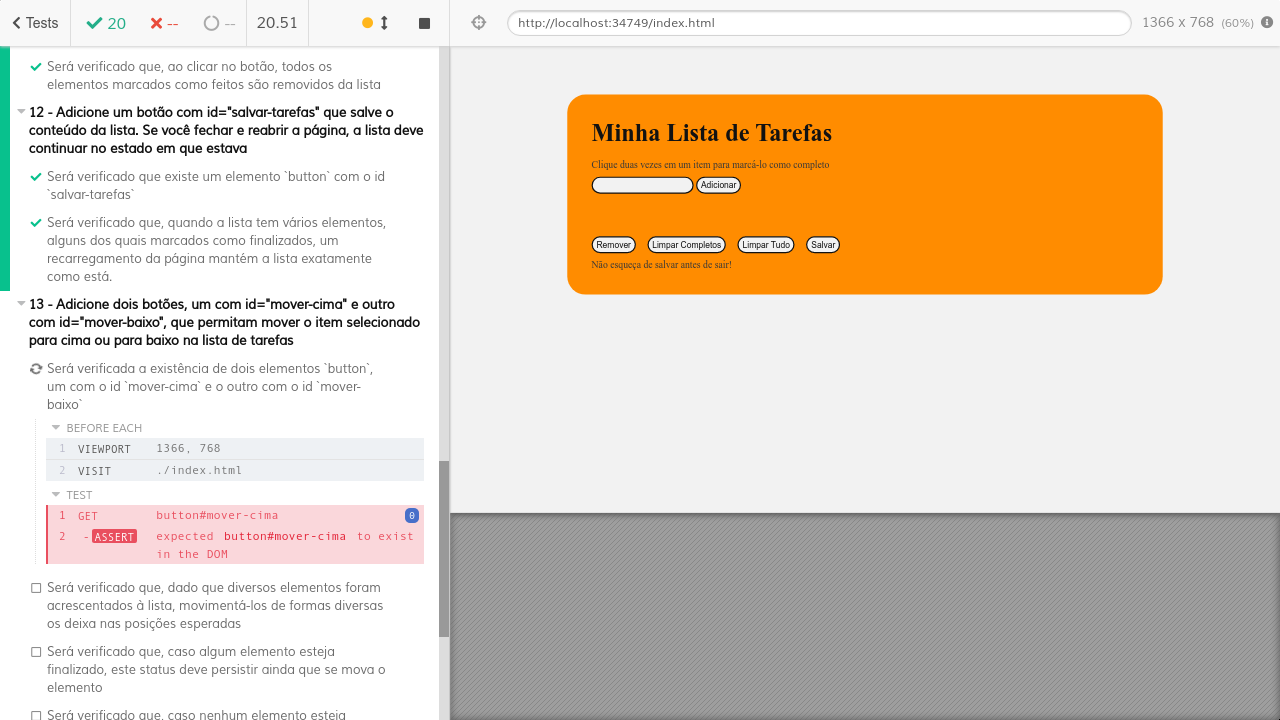 Tests
20
--
--
20.51
http://localhost:34749/index.html
1366 x 768 (60%)
Será verificado que, ao clicar no botão, todos os
elementos marcados como feitos são removidos da lista
12 - Adicione um botão com id="salvar-tarefas" que salve o
conteúdo da lista. Se você fechar e reabrir a página, a lista deve
continuar no estado em que estava
Será verificado que existe um elemento `button` com o id
`salvar-tarefas`
Será verificado que, quando a lista tem vários elementos,
alguns dos quais marcados como finalizados, um
recarregamento da página mantém a lista exatamente
como está.
13 - Adicione dois botões, um com id="mover-cima" e outro
com id="mover-baixo", que permitam mover o item selecionado
para cima ou para baixo na lista de tarefas
Será verificada a existência de dois elementos `button`,
um com o id `mover-cima` e o outro com o id `mover-
baixo`
BEFORE EACH
1 VIEWPORT 1366, 768
2 VISIT ./index.html
TEST
1 GET button#mover-cima 0
2 -ASSERT expected button#mover-cima to exist
in the DOM
Será verificado que, dado que diversos elementos foram
acrescentados à lista, movimentá-los de formas diversas
os deixa nas posições esperadas
Será verificado que, caso algum elemento esteja
finalizado, este status deve persistir ainda que se mova o
elemento
Será verificado que, caso nenhum elemento esteja
Minha Lista de Tarefas
Clique duas vezes em um item para marcá-lo como completo
Adicionar
Remover Limpar Completos Limpar Tudo Salvar
Não esqueça de salvar antes de sair!